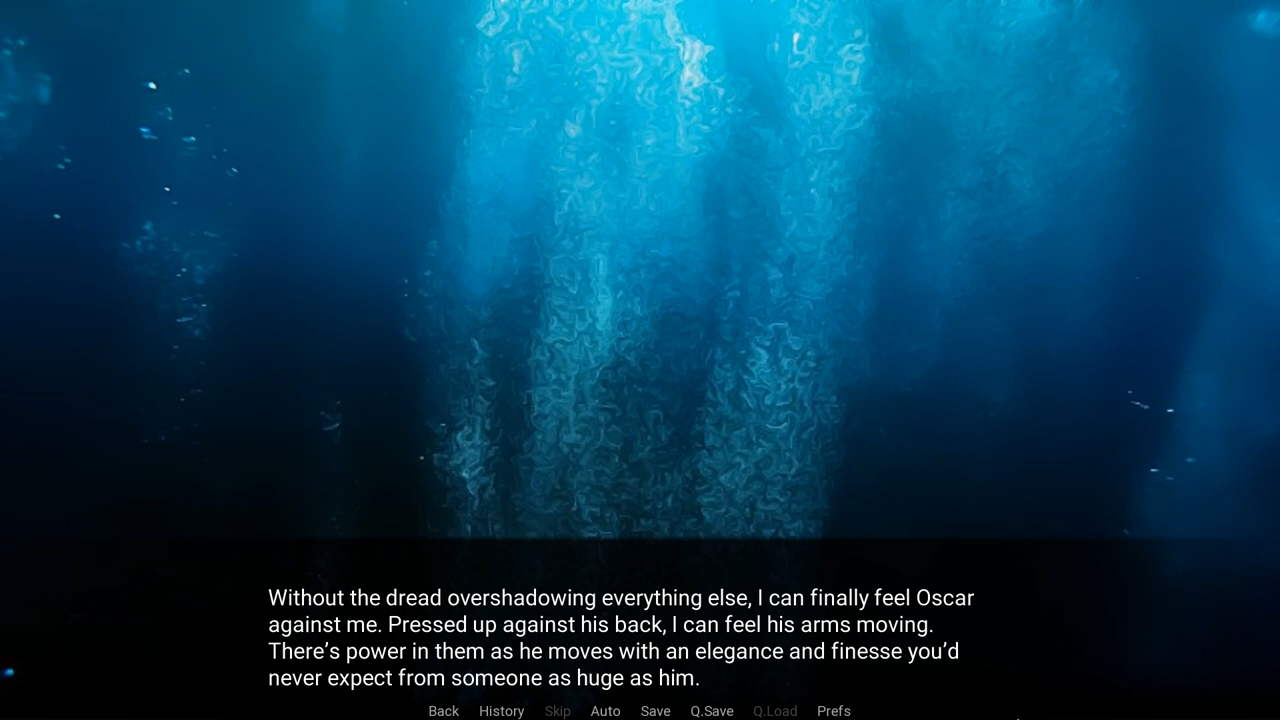 Without the dread overshadowing everything else, I can finally feel Oscar
against me. Pressed up against his back, I can feel his arms moving.
There’s power in them as he moves with an elegance and finesse you’d
never expect from someone as huge as him.
Back History Skip Auto Save Q.Save Q.Load Prefs